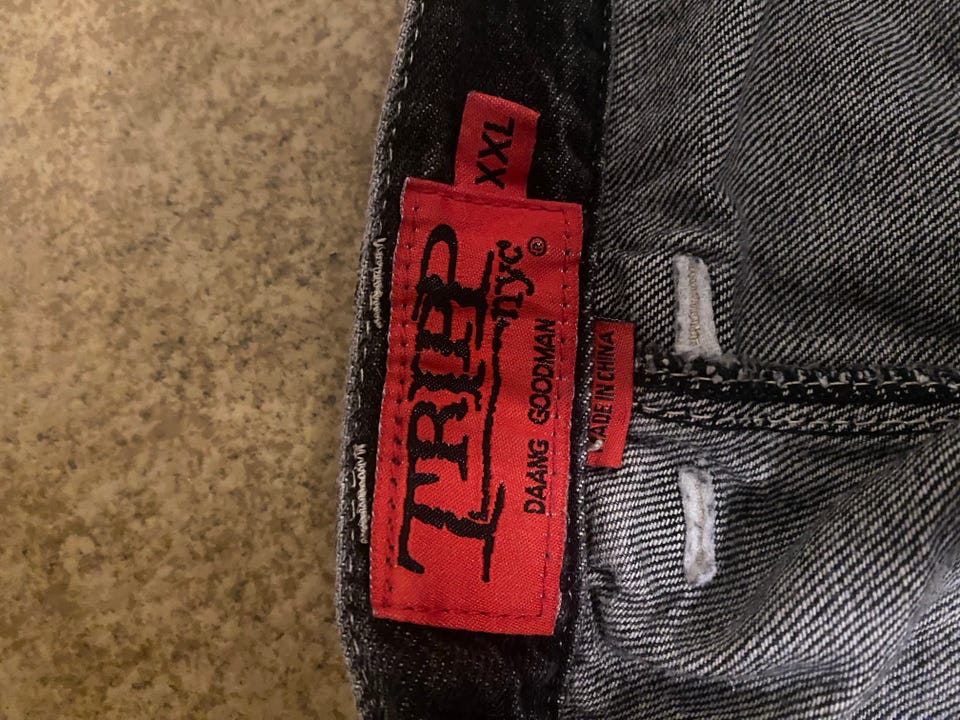 XXL
TRIPP
nyc®
DAANG GOODMAN
MADE IN CHINA